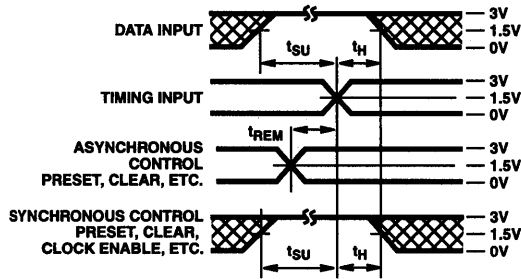 3V
DATA INPUT
1.5V
0V
tSU
tH
3V
TIMING INPUT
1.5V
0V
tREM
ASYNCHRONOUS
CONTROL
PRESET, CLEAR, ETC.
3V
1.5V
0V
SYNCHRONOUS CONTROL
PRESET, CLEAR,
CLOCK ENABLE, ETC.
3V
1.5V
0V
tSU
tH